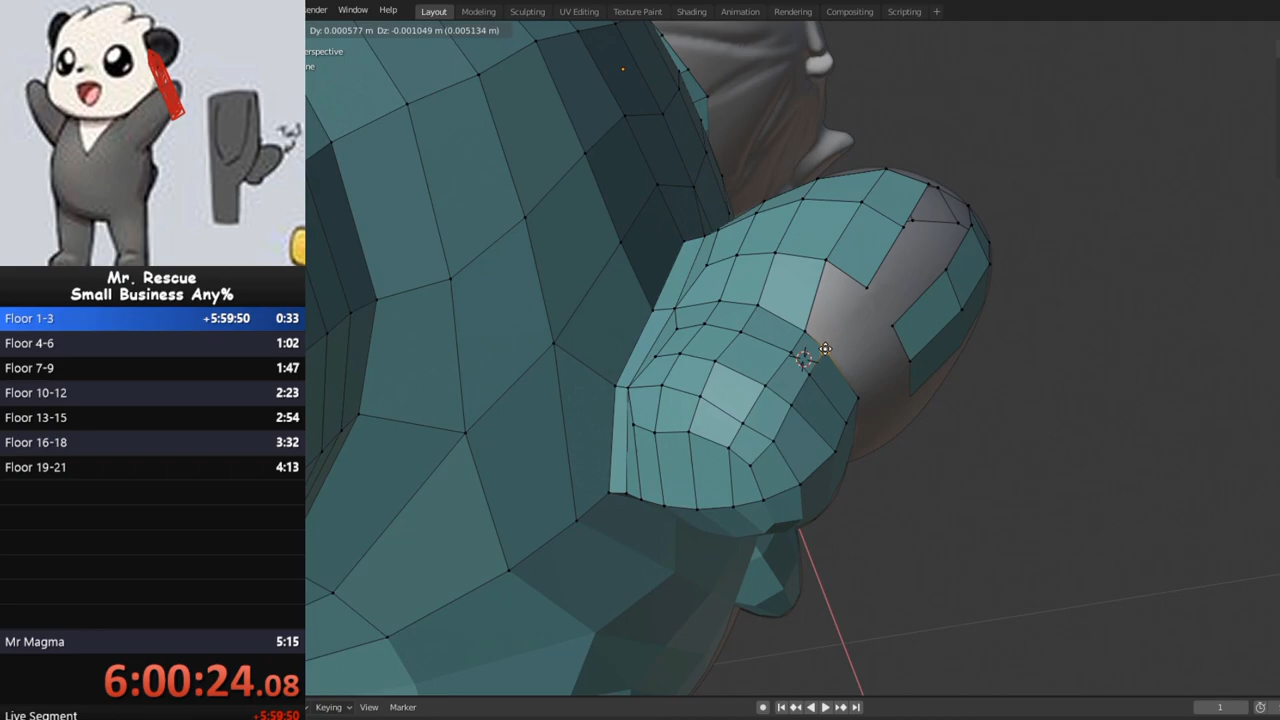 ender Window Help Layout Modeling Sculpting UV Editing Texture Paint Shading Animation Rendering Compositing Scripting +
Dy: 0.000577 m Dz: -0.001049 m (0.005134 m)
erspective
ne
Mr. Rescue
Small Business Any%
Floor 1-3 +5:59:50 0:33
Floor 4-6 1:02
Floor 7-9 1:47
Floor 10-12 2:23
Floor 13-15 2:54
Floor 16-18 3:32
Floor 19-21 4:13
Mr Magma 5:15
6:00:24.08
Live Segment +5:59:50
Keying View Marker 1